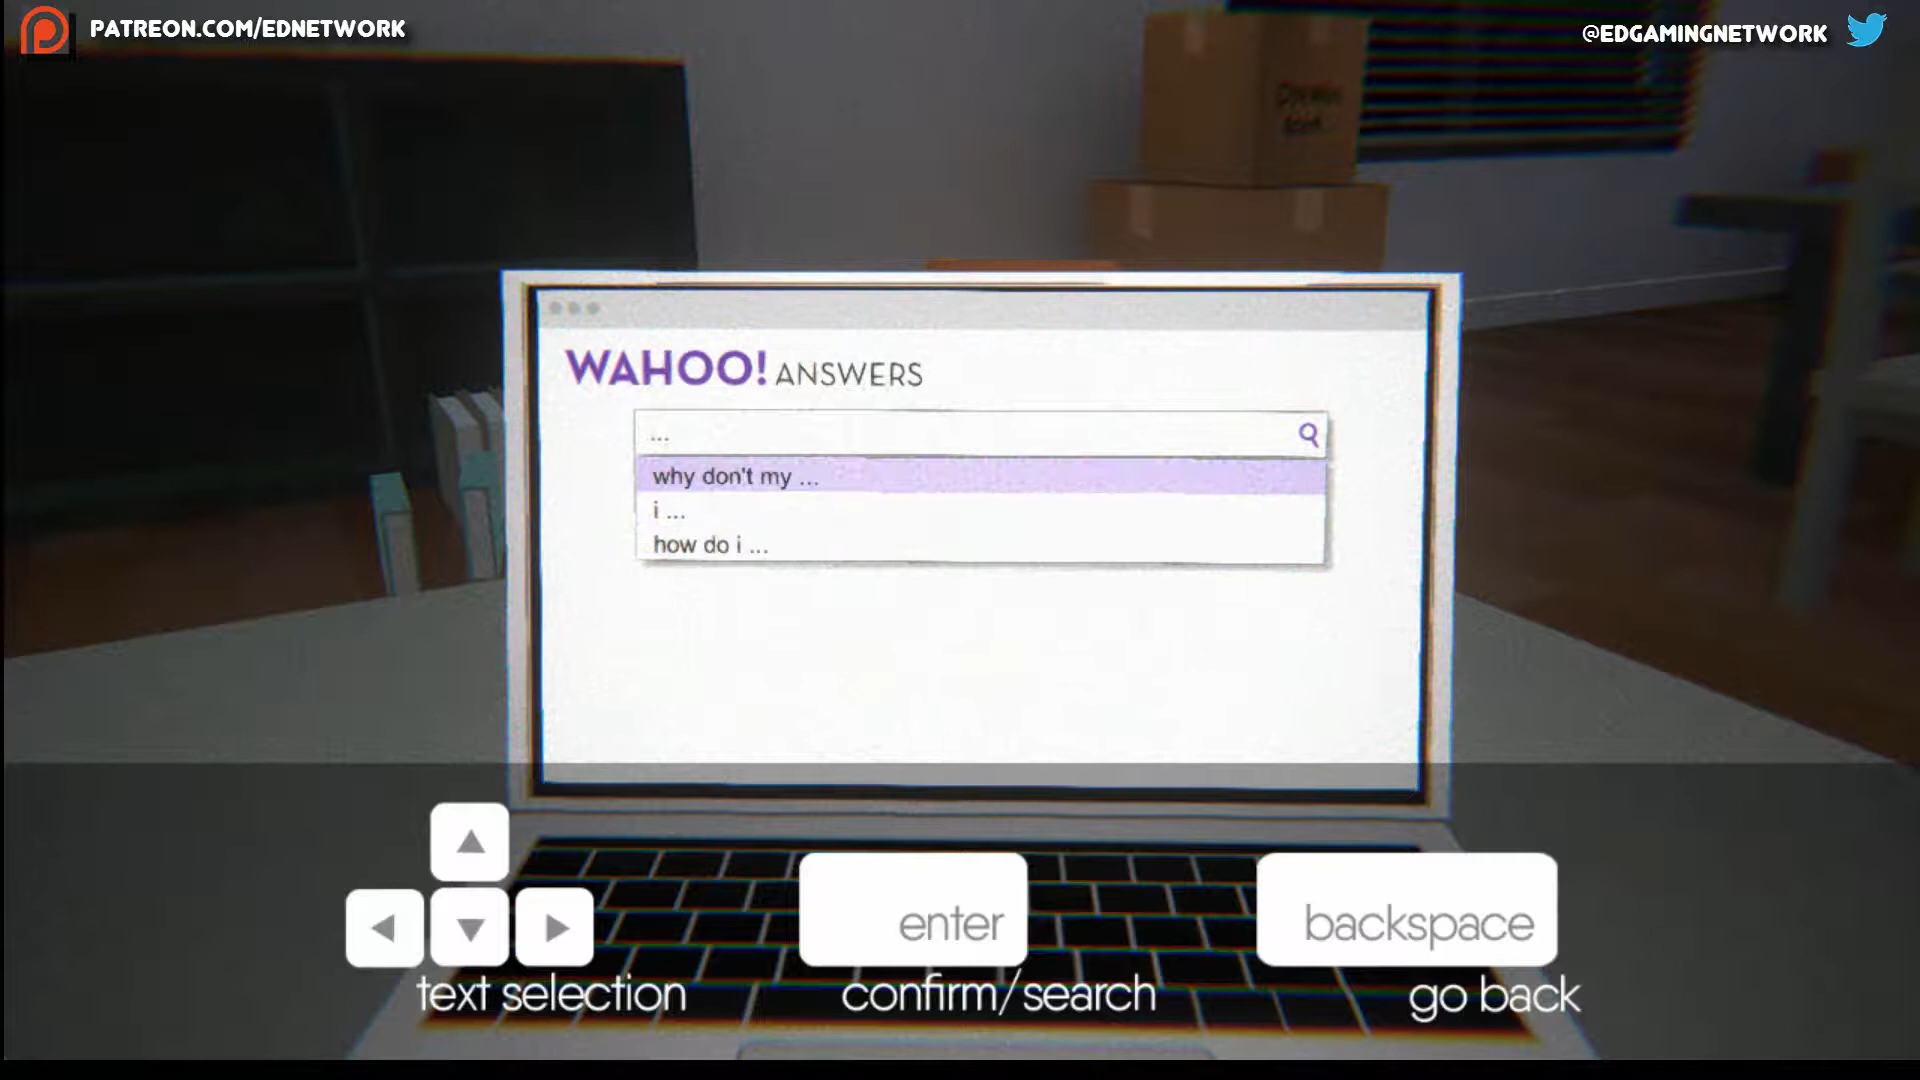 PATREON.COM/EDNETWORK
@EDGAMINGNETWORK
WAHOO! ANSWERS
...
why don't my ...
i ...
how do i ...
enter
backspace
text selection
confirm/search
go back